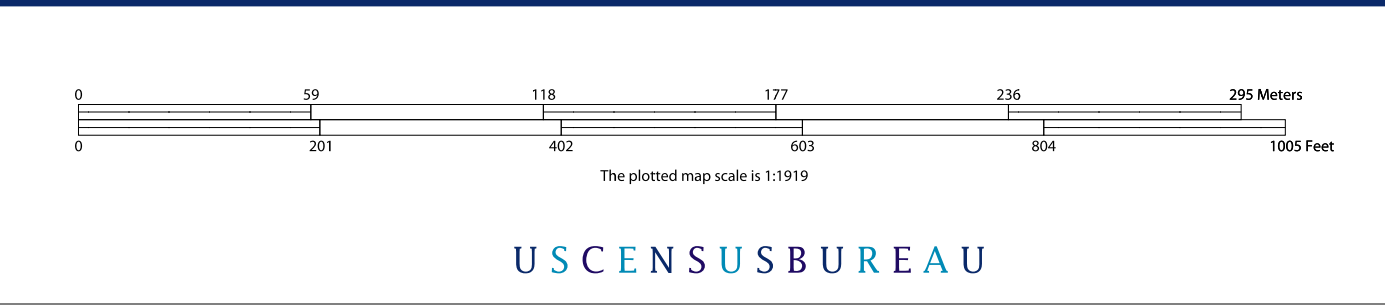 0 59 118 177 236 295 Meters
0 201 402 603 804 1005 Feet
The plotted map scale is 1:1919
USCENSUSBUREAU